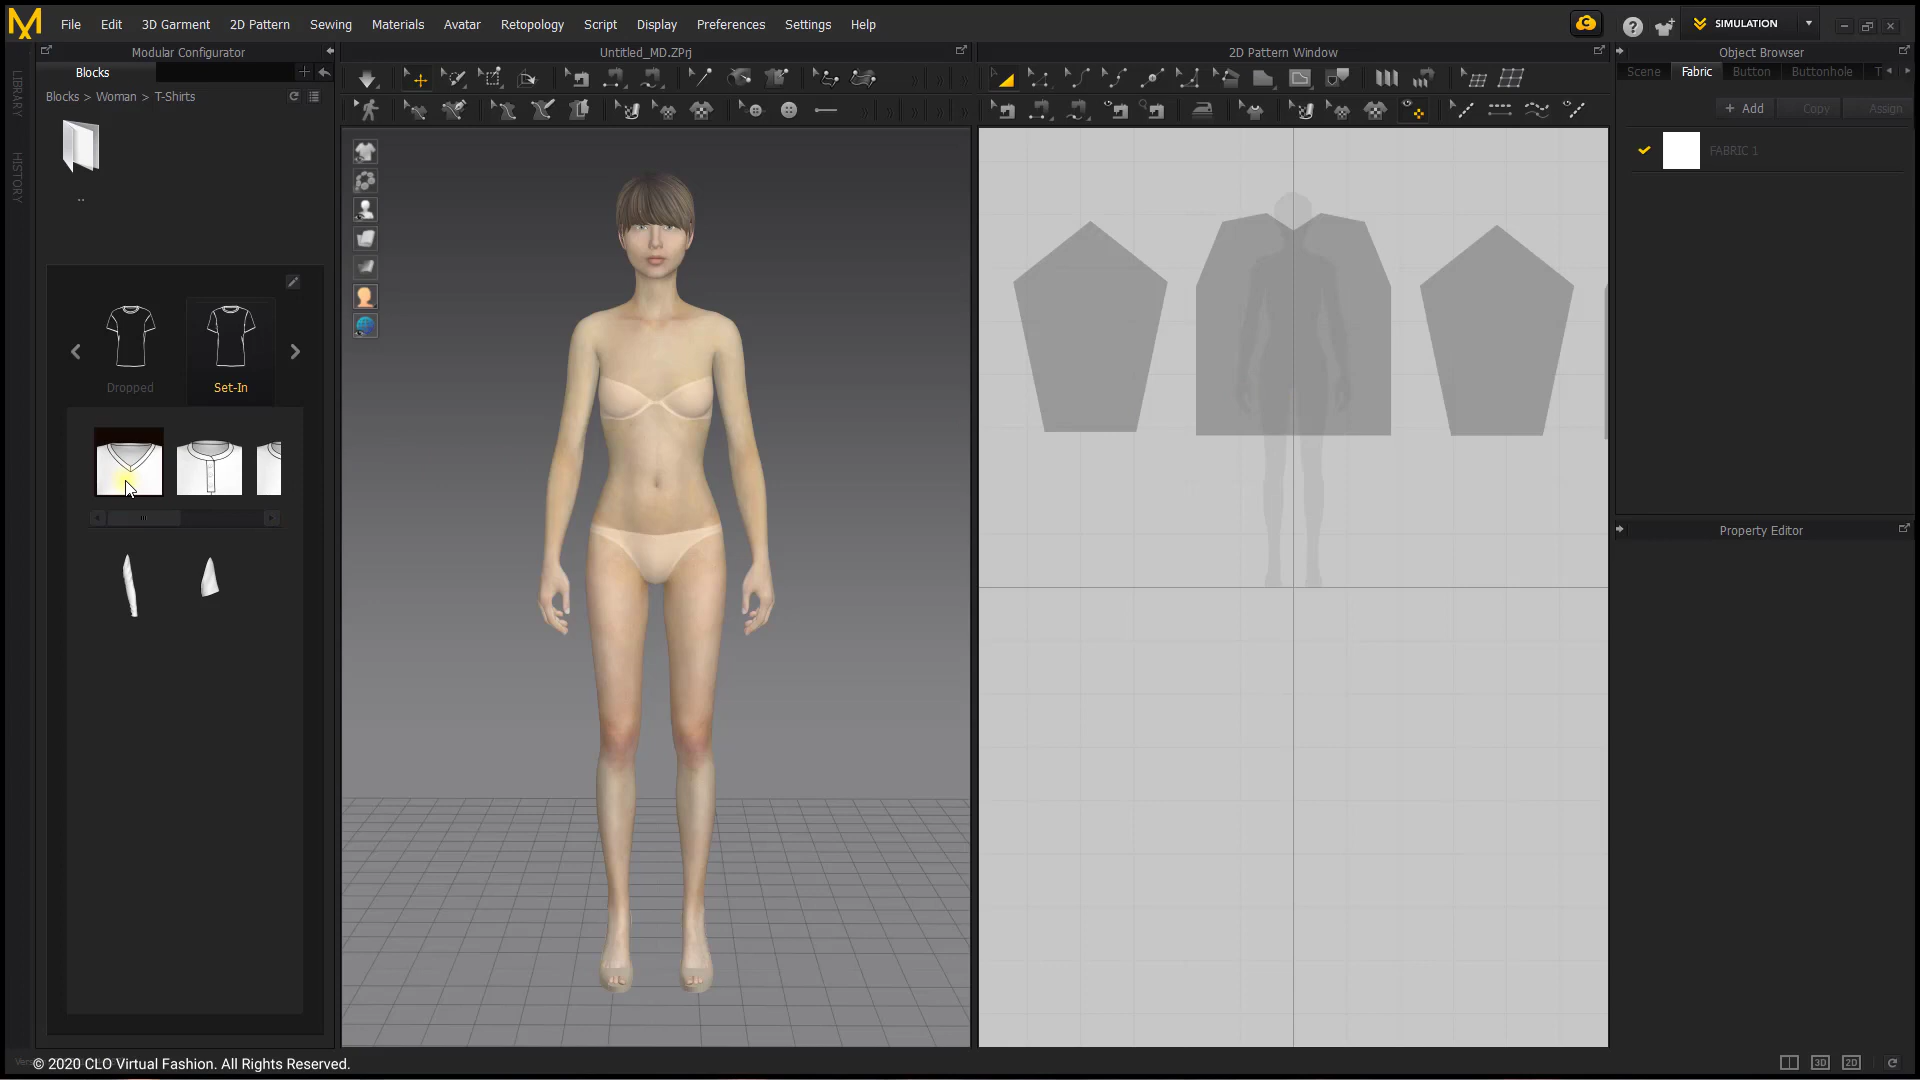 File Edit 3D Garment 2D Pattern Sewing Materials Avatar Retopology Script Display Preferences Settings Help
SIMULATION
Modular Configurator
Untitled_MD.ZPrj
2D Pattern Window
Object Browser
Blocks
Scene Fabric Button Buttonhole T
Blocks > Woman > T-Shirts
+ Add Copy Assign
FABRIC 1
LIBRARY
HISTORY
..
Dropped
Set-In
Property Editor
© 2020 CLO Virtual Fashion. All Rights Reserved.
3D 2D